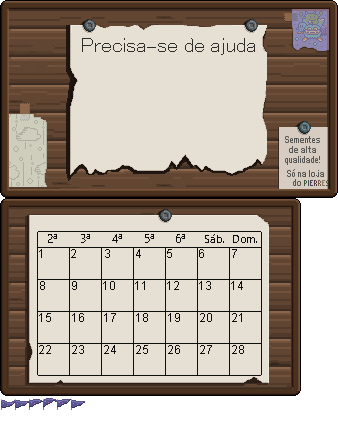 Precisa-se de ajuda
Sementes
de alta
qualidade!
Só na loja
do PIERRES
2ª 3ª 4ª 5ª 6ª Sáb. Dom.
1 2 3 4 5 6 7
8 9 10 11 12 13 14
15 16 17 18 19 20 21
22 23 24 25 26 27 28